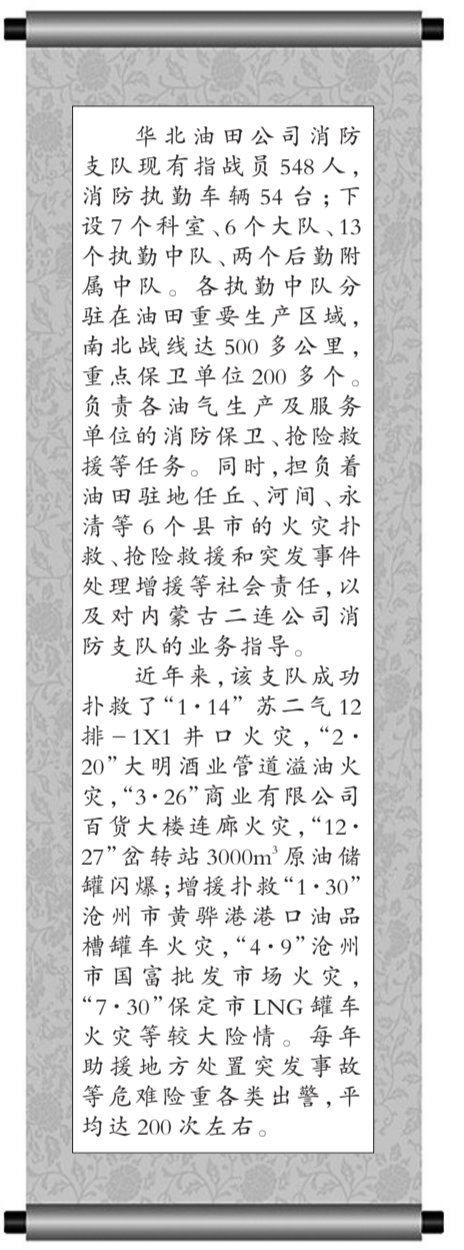 华北油田公司消防
支队现有指战员548人，
消防执勤车辆54台；下
设7个科室、6个大队、13
个执勤中队、两个后勤附
属中队。各执勤中队分
驻在油田重要生产区域，
南北战线达500多公里，
重点保卫单位200多个。
负责各油气生产及服务
单位的消防保卫、抢险救
援等任务。同时，担负着
油田驻地任丘、河间、永
清等6个县市的火灾扑
救、抢险救援和突发事件
处理增援等社会责任，以
及对内蒙古二连公司消
防支队的业务指导。
近年来，该支队成功
扑救了“1·14”苏二气12
排－1X1井口火灾，“2·
20”大明酒业管道溢油火
灾，“3·26”商业有限公司
百货大楼连廊火灾，“12·
27”岔转站3000m³原油储
罐闪爆；增援扑救“1·30”
沧州市黄骅港港口油品
槽罐车火灾，“4·9”沧州
市国富批发市场火灾，
“7·30”保定市LNG罐车
火灾等较大险情。每年
助援地方处置突发事故
等危难险重各类出警，平
均达200次左右。